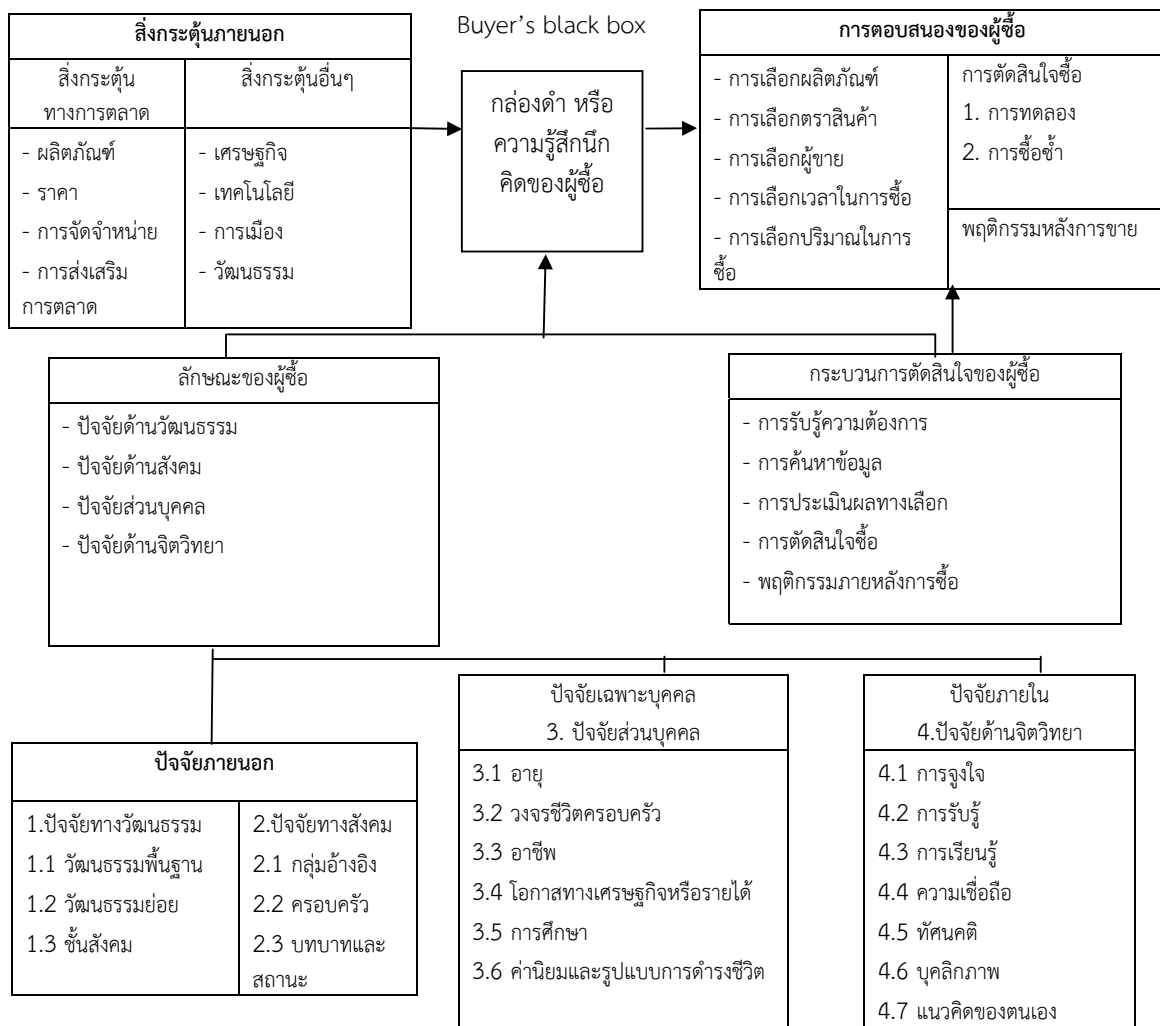 สิ่งกระตุ้นภายนอก
สิ่งกระตุ้น
ทางการตลาด
- ผลิตภัณฑ์
- ราคา
- การจัดจำหน่าย
- การส่งเสริม
การตลาด
สิ่งกระตุ้นอื่นๆ
- เศรษฐกิจ
- เทคโนโลยี
- การเมือง
- วัฒนธรรม
Buyer's black box
กล่องดำ หรือ
ความรู้สึกนึก
คิดของผู้ซื้อ
การตอบสนองของผู้ซื้อ
- การเลือกผลิตภัณฑ์
- การเลือกตราสินค้า
- การเลือกผู้ขาย
- การเลือกเวลาในการซื้อ
- การเลือกปริมาณในการ
ซื้อ
การตัดสินใจซื้อ
1. การทดลอง
2. การซื้อซ้ำ
พฤติกรรมหลังการขาย
ลักษณะของผู้ซื้อ
- ปัจจัยด้านวัฒนธรรม
- ปัจจัยด้านสังคม
- ปัจจัยส่วนบุคคล
- ปัจจัยด้านจิตวิทยา
กระบวนการตัดสินใจของผู้ซื้อ
- การรับรู้ความต้องการ
- การค้นหาข้อมูล
- การประเมินผลทางเลือก
- การตัดสินใจซื้อ
- พฤติกรรมภายหลังการซื้อ
ปัจจัยภายนอก
1.ปัจจัยทางวัฒนธรรม
1.1 วัฒนธรรมพื้นฐาน
1.2 วัฒนธรรมย่อย
1.3 ชั้นสังคม
2.ปัจจัยทางสังคม
2.1 กลุ่มอ้างอิง
2.2 ครอบครัว
2.3 บทบาทและ
สถานะ
ปัจจัยเฉพาะบุคคล
3. ปัจจัยส่วนบุคคล
3.1 อายุ
3.2 วงจรชีวิตครอบครัว
3.3 อาชีพ
3.4 โอกาสทางเศรษฐกิจหรือรายได้
3.5 การศึกษา
3.6 ค่านิยมและรูปแบบการดำรงชีวิต
ปัจจัยภายใน
4.ปัจจัยด้านจิตวิทยา
4.1 การจูงใจ
4.2 การรับรู้
4.3 การเรียนรู้
4.4 ความเชื่อถือ
4.5 ทัศนคติ
4.6 บุคลิกภาพ
4.7 แนวคิดของตนเอง